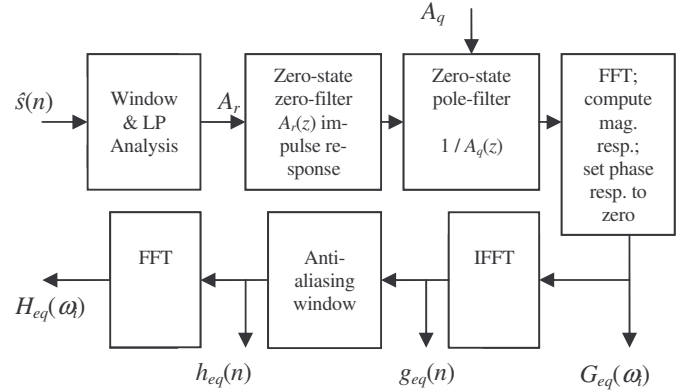 A_q
ŝ(n)
Window
& LP
Analysis
A_r
Zero-state
zero-filter
A_r(z) im-
pulse re-
sponse
Zero-state
pole-filter
1 / A_q(z)
FFT;
compute
mag.
resp.;
set phase
resp. to
zero
FFT
Anti-
aliasing
window
IFFT
H_eq(ω_i)
h_eq(n)
g_eq(n)
G_eq(ω_i)